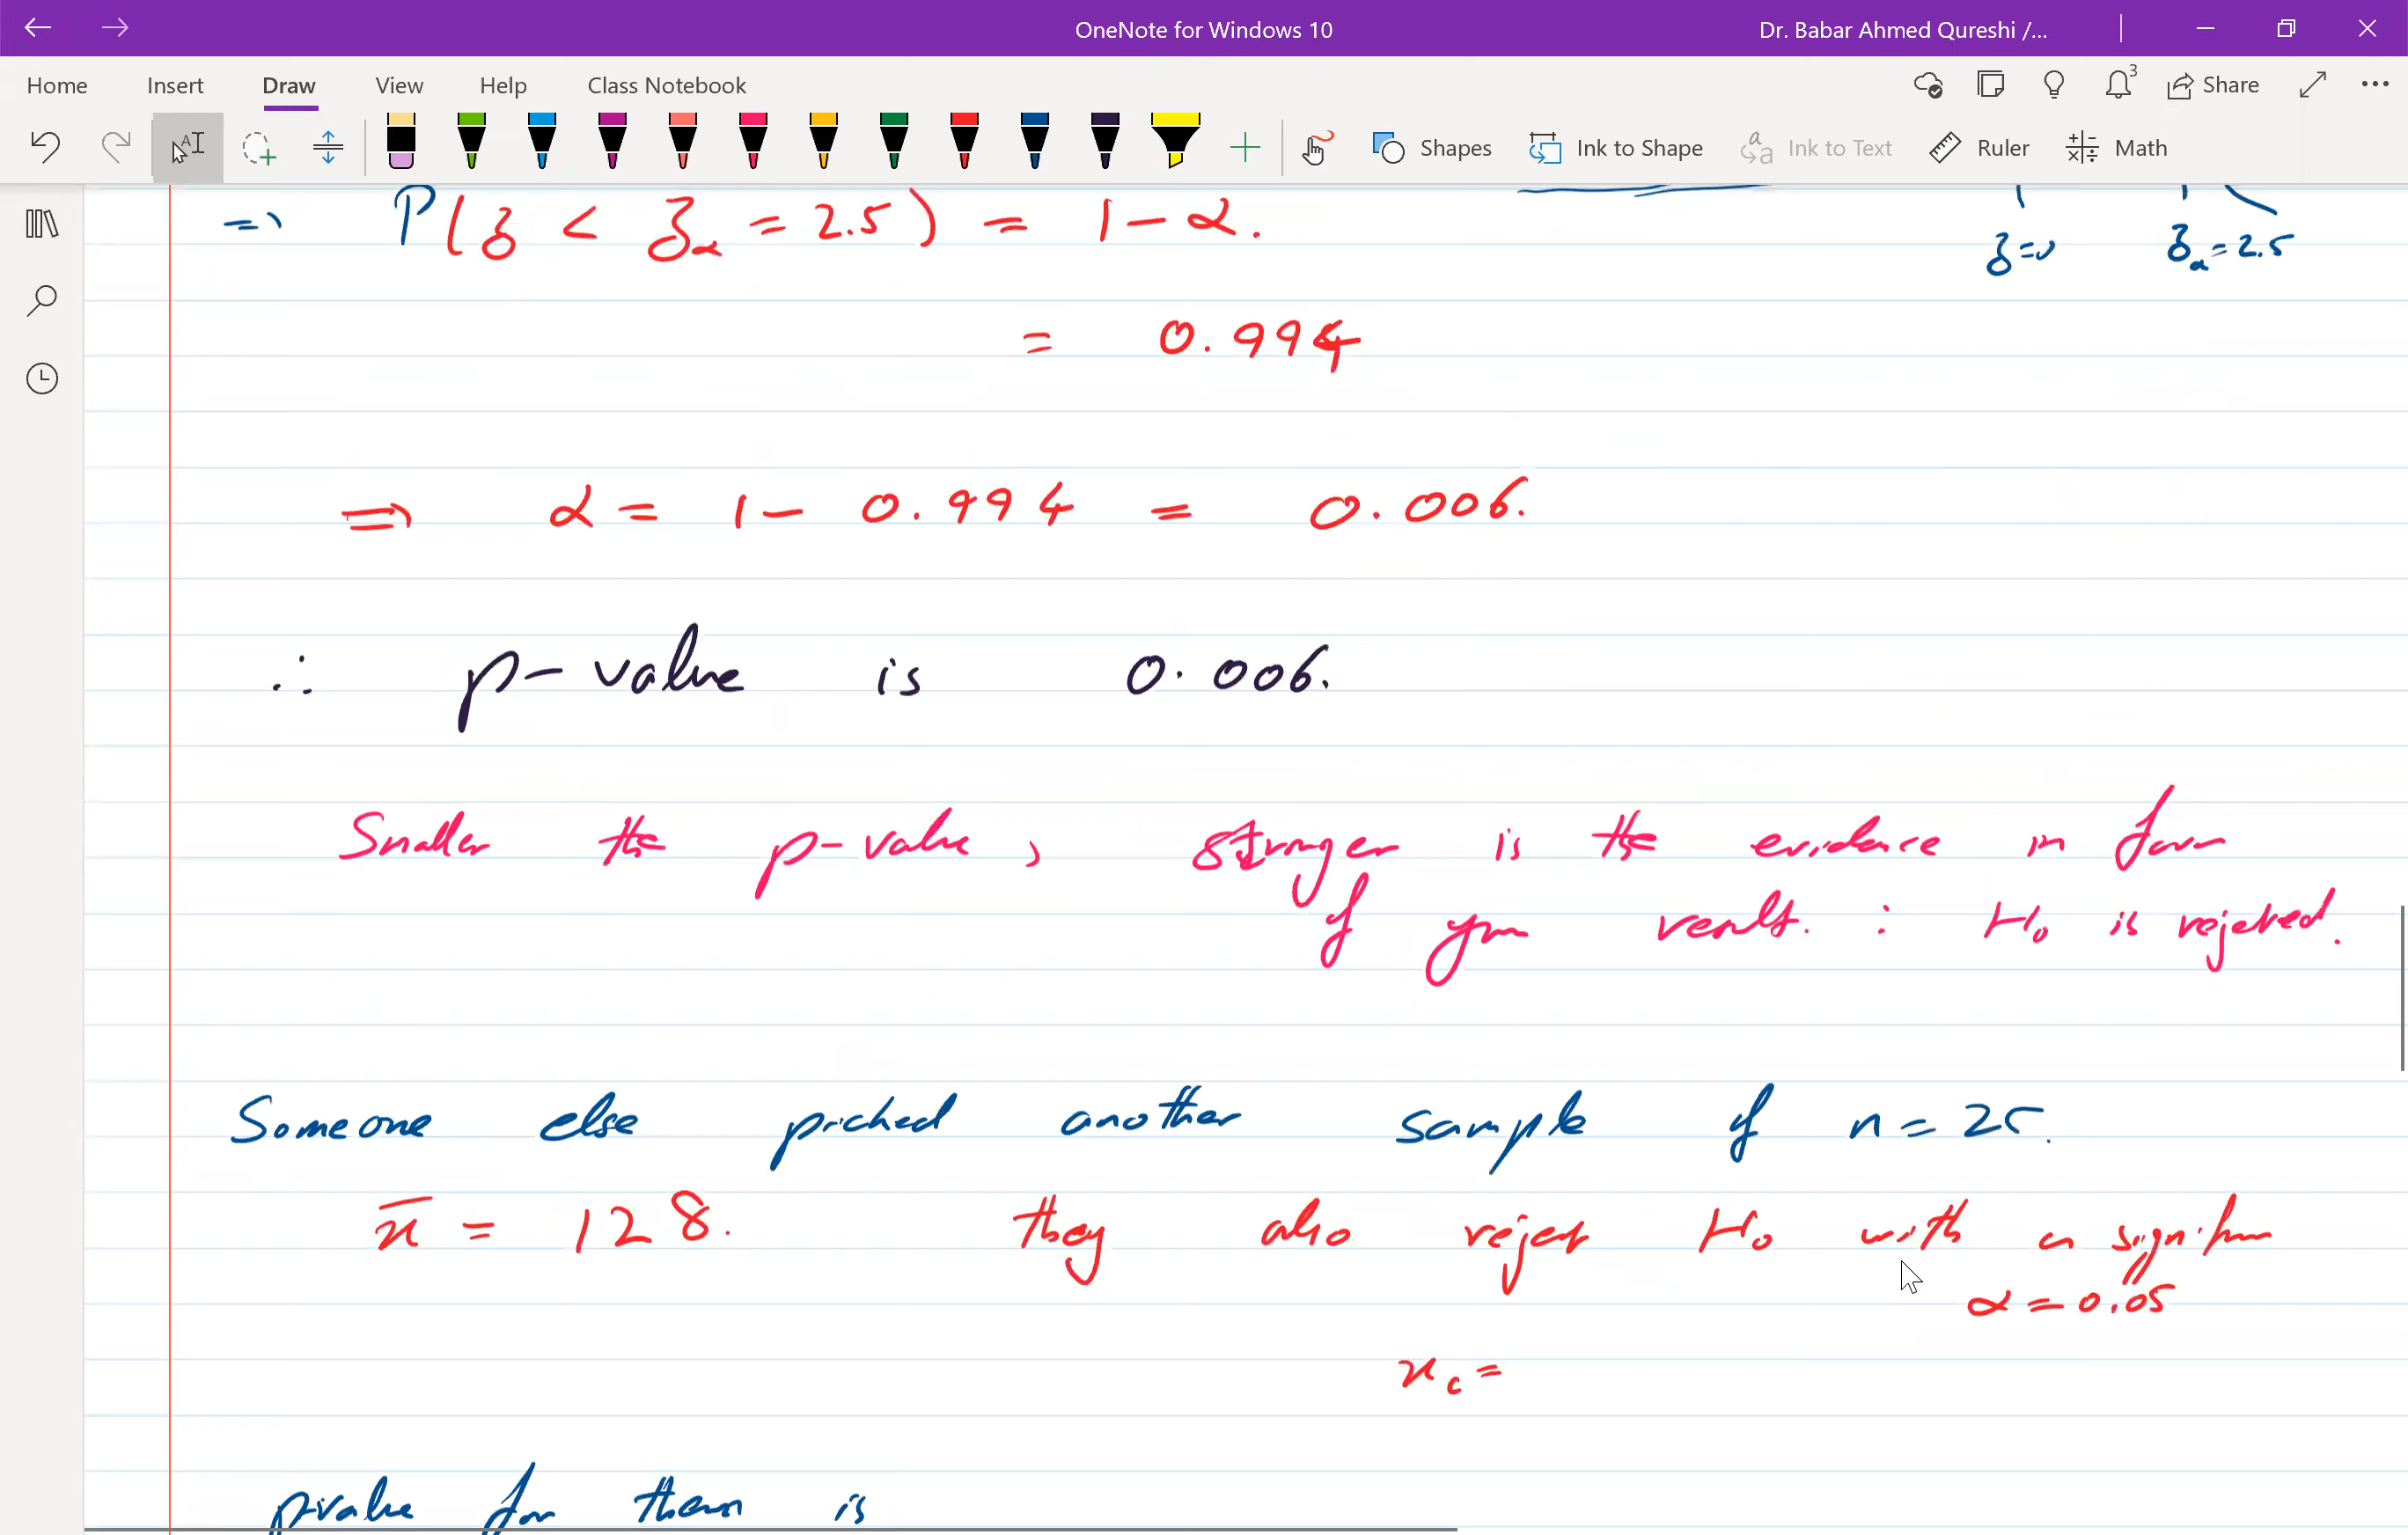 OneNote for Windows 10
Dr. Babar Ahmed Qureshi /...
Home Insert Draw View Help Class Notebook
3 Share
Shapes Ink to Shape Ink to Text Ruler Math
=> P(z < zα = 2.5) = 1 - α.
z=0 zα = 2.5
= 0.994
=> α = 1 - 0.994 = 0.006.
∴ p-value is 0.006.
Smaller the p-value, stronger is the evidence in favor
of your result. : H₀ is rejected.
Someone else picked another sample of n = 25.
x̄ = 128. they also reject H₀ with a
α = 0.05
x_c =
p-value for them is